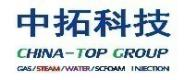 中拓科技
CHINA-TOP GROUP
GAS/STEAM/WATER/SCFOAM INJECTION